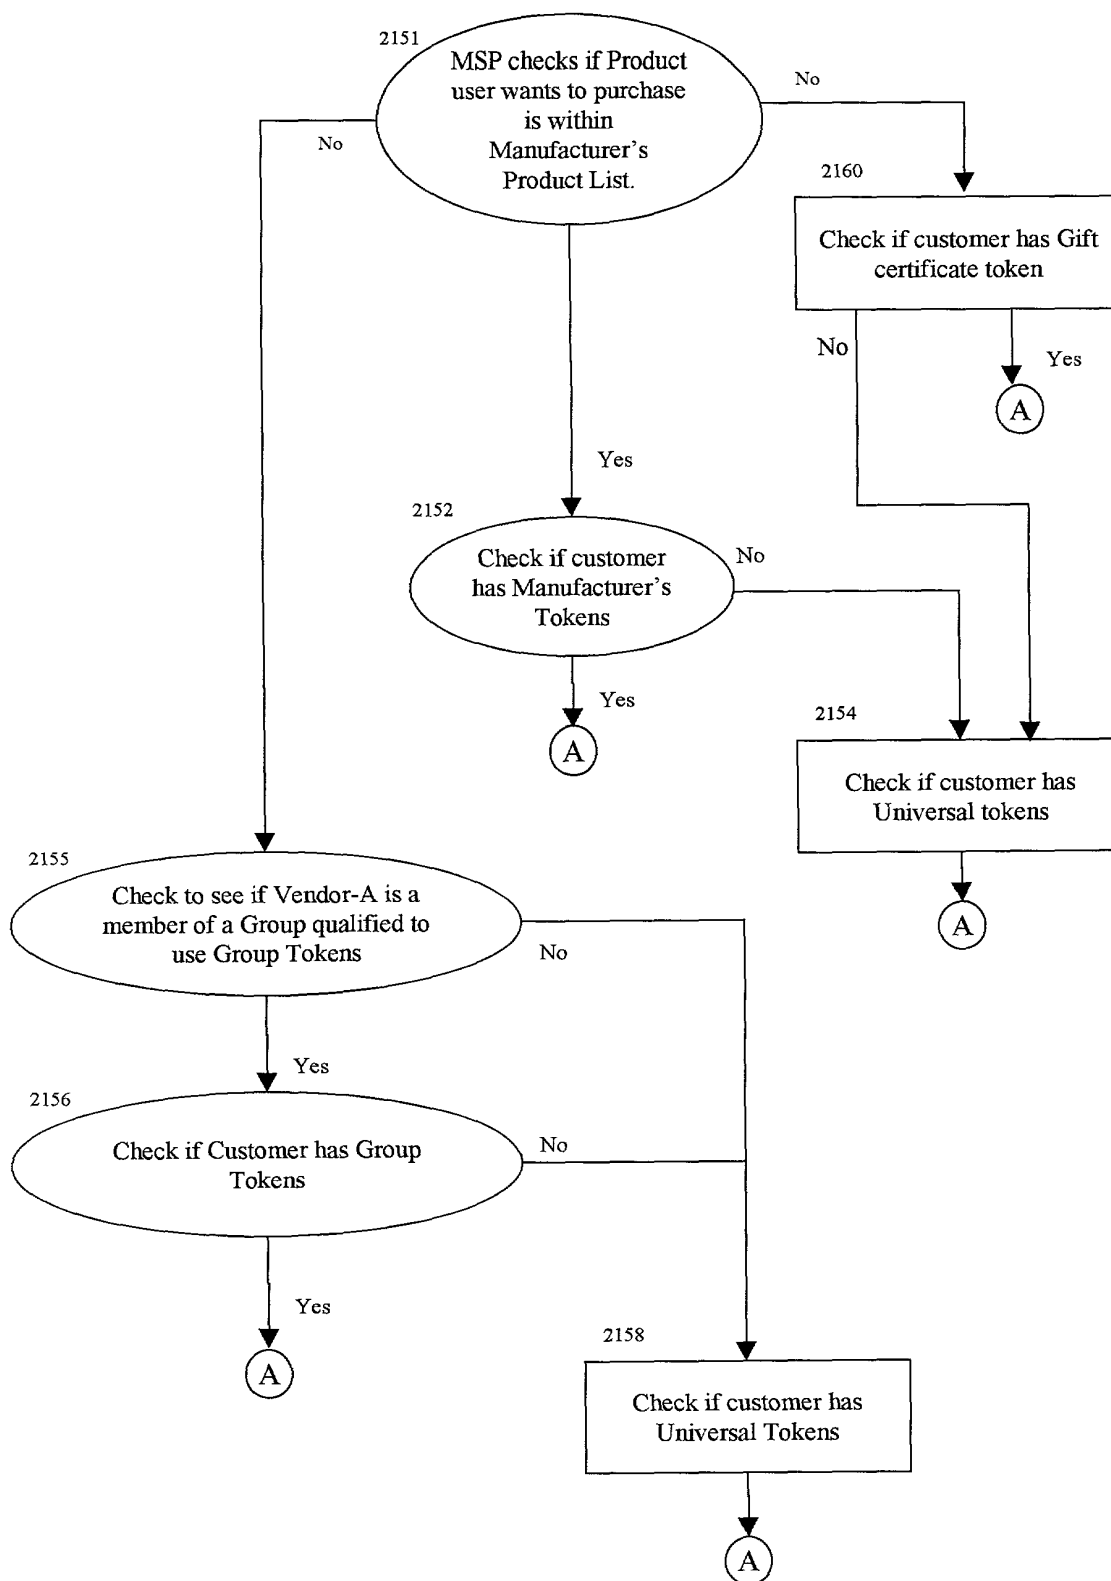 2151
MSP checks if Product
user wants to purchase
is within
Manufacturer's
Product List.
No
No
2160
Check if customer has Gift
certificate token
No
Yes
A
Yes
2152
Check if customer
has Manufacturer's
Tokens
No
Yes
A
2154
Check if customer has
Universal tokens
A
2155
Check to see if Vendor-A is a
member of a Group qualified to
use Group Tokens
No
Yes
2156
Check if Customer has Group
Tokens
No
Yes
A
2158
Check if customer has
Universal Tokens
A